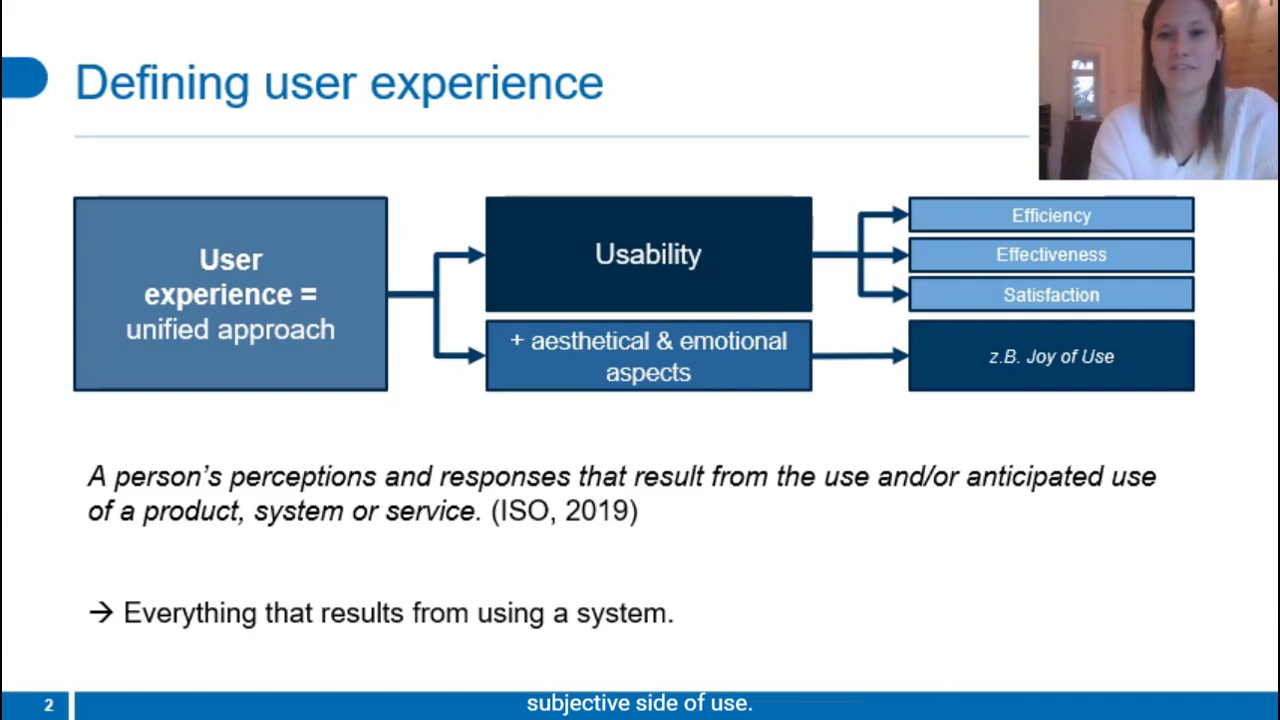 Defining user experience
User
experience =
unified approach
Usability
+ aesthetical & emotional
aspects
Efficiency
Effectiveness
Satisfaction
z.B. Joy of Use
A person's perceptions and responses that result from the use and/or anticipated use
of a product, system or service. (ISO, 2019)
→ Everything that results from using a system.
2
subjective side of use.